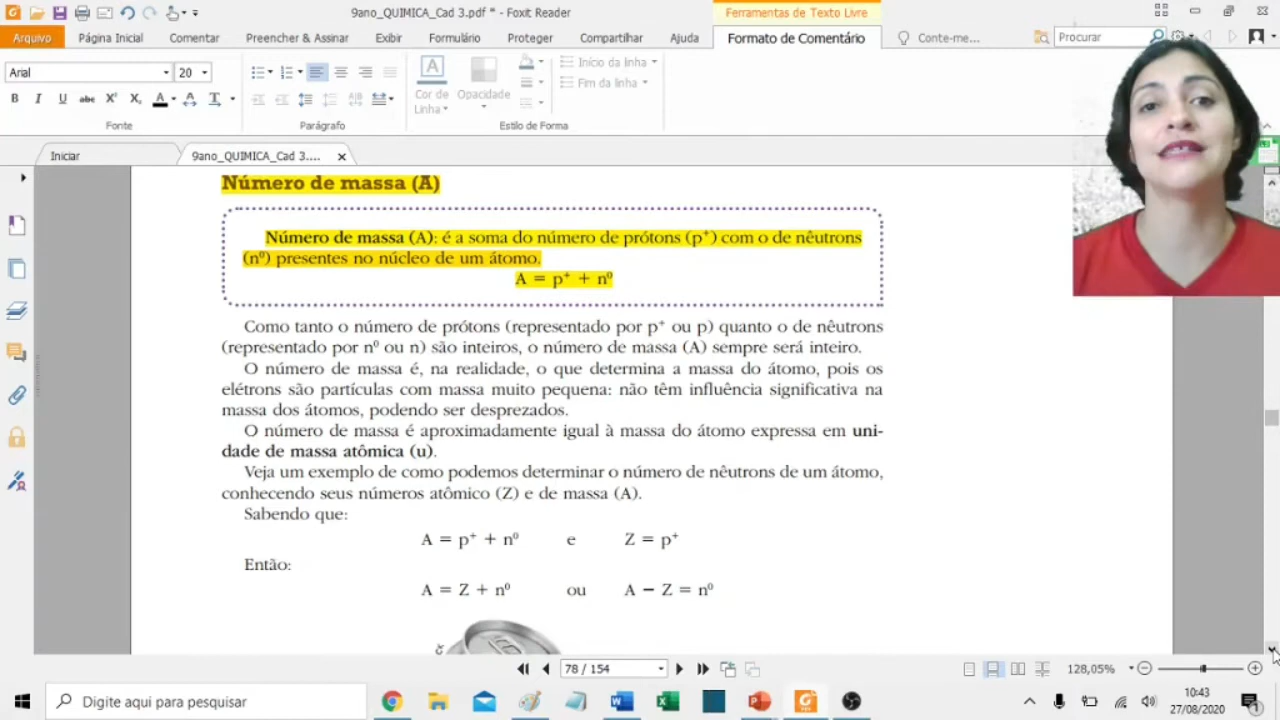 9ano_QUIMICA_Cad 3.pdf * - Foxit Reader
Ferramentas de Texto Livre
Arquivo
Página Inicial
Comentar
Preencher & Assinar
Exibir
Formulário
Proteger
Compartilhar
Ajuda
Formato de Comentário
Conte-me...
Procurar
Arial
20
Cor de Linha
Opacidade
Início da linha
Fim da linha
Fonte
Parágrafo
Estilo de Forma
Iniciar
9ano_QUIMICA_Cad 3....
Número de massa (A)
Número de massa (A): é a soma do número de prótons (p⁺) com o de nêutrons
(n⁰) presentes no núcleo de um átomo.
A = p⁺ + n⁰
Como tanto o número de prótons (representado por p⁺ ou p) quanto o de nêutrons
(representado por n⁰ ou n) são inteiros, o número de massa (A) sempre será inteiro.
O número de massa é, na realidade, o que determina a massa do átomo, pois os
elétrons são partículas com massa muito pequena: não têm influência significativa na
massa dos átomos, podendo ser desprezados.
O número de massa é aproximadamente igual à massa do átomo expressa em uni-
dade de massa atômica (u).
Veja um exemplo de como podemos determinar o número de nêutrons de um átomo,
conhecendo seus números atômico (Z) e de massa (A).
Sabendo que:
A = p⁺ + n⁰ e Z = p⁺
Então:
A = Z + n⁰ ou A − Z = n⁰
78 / 154
128,05%
Digite aqui para pesquisar
10:43
27/08/2020